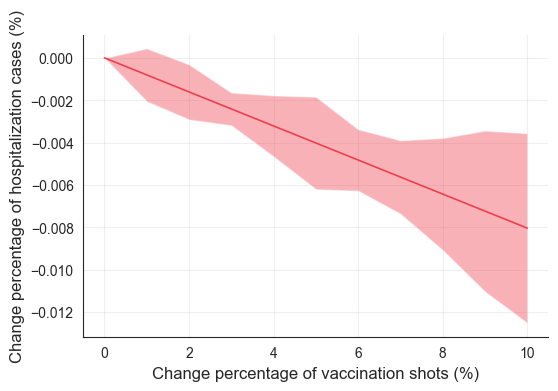 Change percentage of hospitalization cases (%)
0.000
−0.002
−0.004
−0.006
−0.008
−0.010
−0.012
0 2 4 6 8 10
Change percentage of vaccination shots (%)